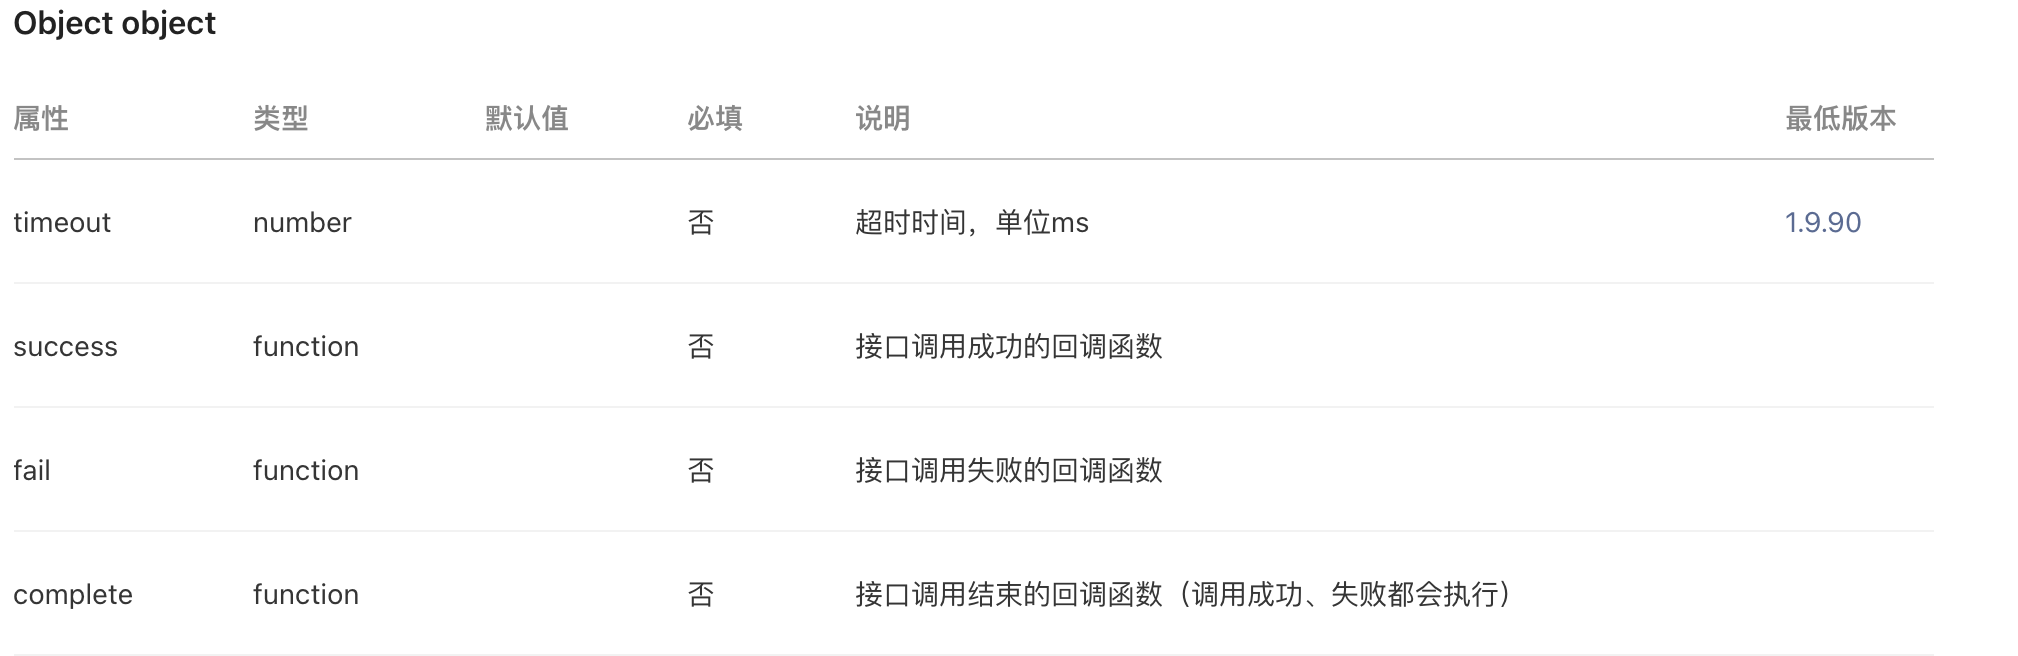 Object object
属性 类型 默认值 必填 说明 最低版本
timeout number 否 超时时间，单位ms 1.9.90
success function 否 接口调用成功的回调函数
fail function 否 接口调用失败的回调函数
complete function 否 接口调用结束的回调函数（调用成功、失败都会执行）